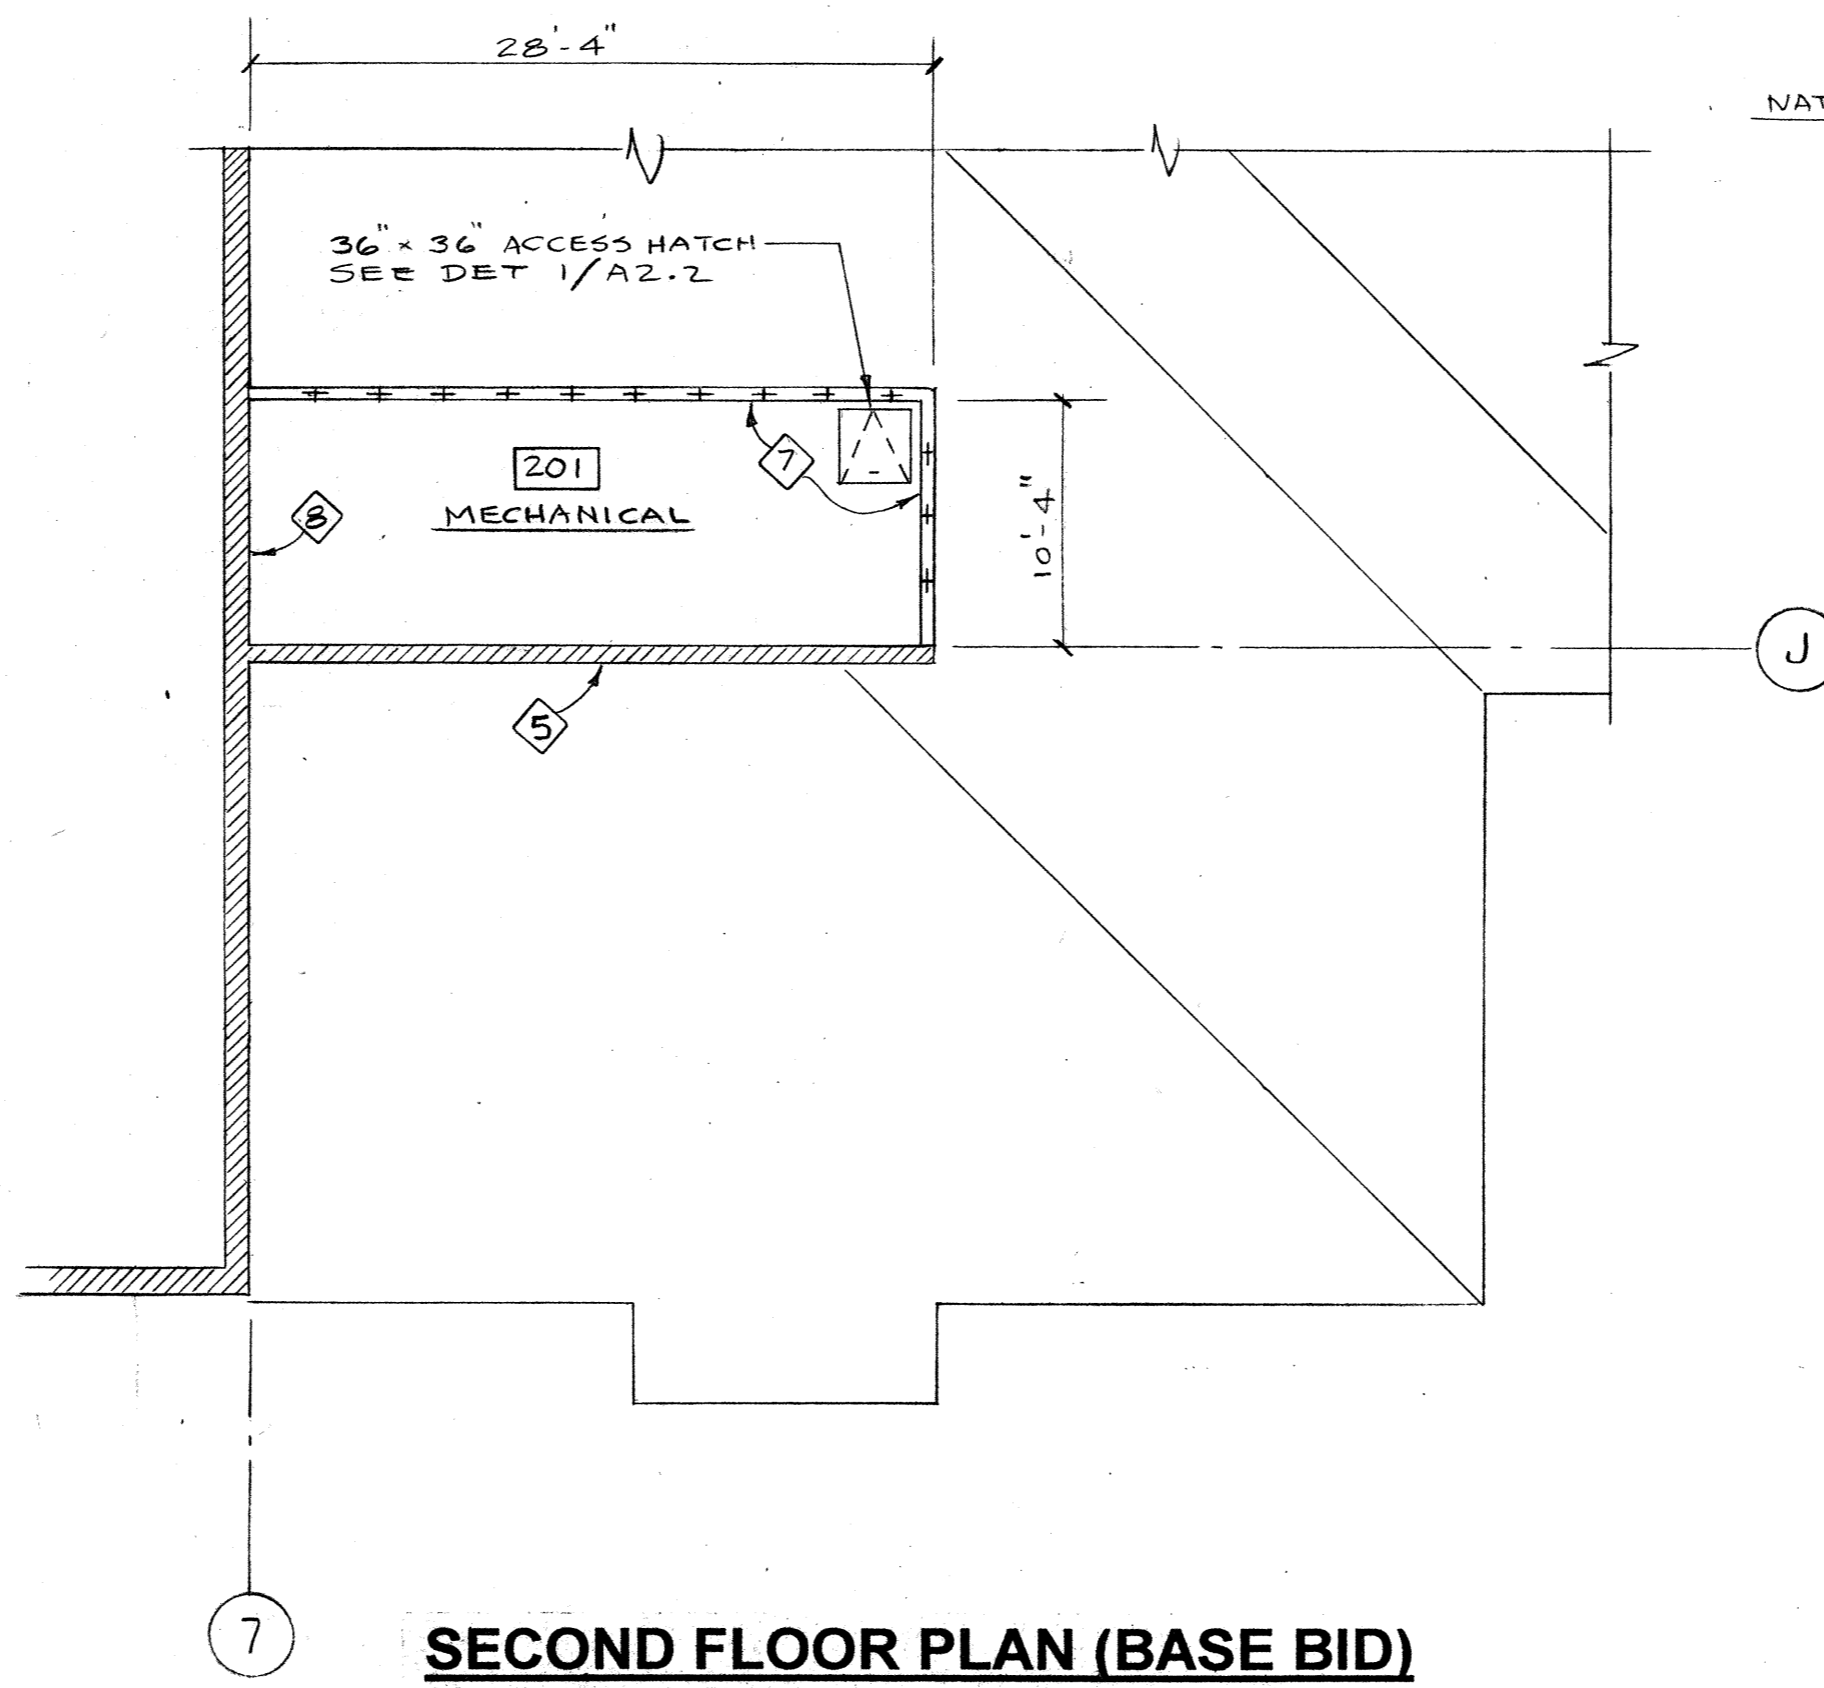 28'-4"
NAT
36" x 36" ACCESS HATCH
SEE DET 1/A2.2
201
MECHANICAL
7
8
10'-4"
J
5
7
SECOND FLOOR PLAN (BASE BID)